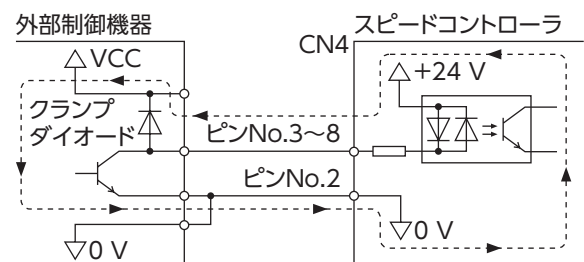 外部制御機器
スピードコントローラ
CN4
VCC
+24 V
クランプ
ダイオード
ピンNo.3～8
ピンNo.2
0 V
0 V